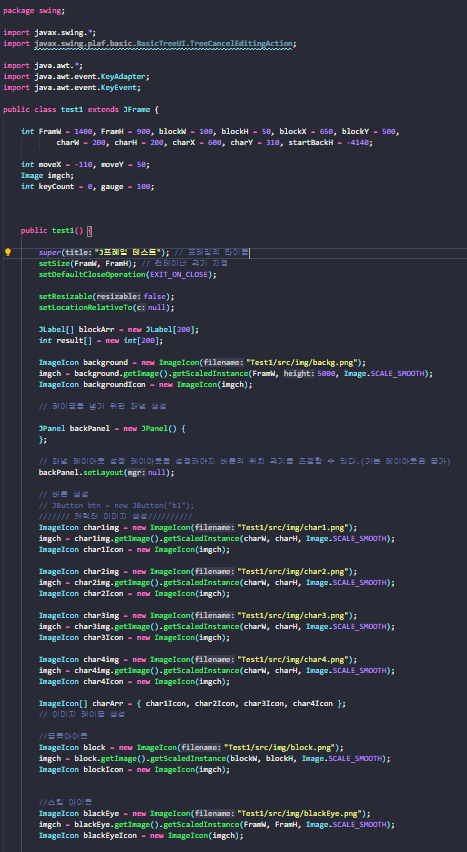 package swing;
import javax.swing.*;
import javax.swing.plaf.basic.BasicTreeUI.TreeCancelEditingAction;
import java.awt.*;
import java.awt.event.KeyAdapter;
import java.awt.event.KeyEvent;
public class test1 extends JFrame {
int FramW = 1400, FramH = 900, blockW = 100, blockH = 50, blockX = 650, blockY = 500,
charW = 200, charH = 200, charX = 600, charY = 310, startBackH = -4140;
int moveX = -110, moveY = 50;
Image imgch;
int keyCount = 0, gauge = 100;
public test1() {
super(title: "J프레임 테스트"); // 프레임의 타이틀
setSize(FramW, FramH); // 컨테이너 크기 지정
setDefaultCloseOperation(EXIT_ON_CLOSE);
setResizable(resizable: false);
setLocationRelativeTo(c: null);
JLabel[] blockArr = new JLabel[200];
int result[] = new int[200];
ImageIcon background = new ImageIcon(filename: "Test1/src/img/backg.png");
imgch = background.getImage().getScaledInstance(FramW, height: 5000, Image.SCALE_SMOOTH);
ImageIcon backgroundIcon = new ImageIcon(imgch);
// 레이블을 넣기 위한 패널 설정
JPanel backPanel = new JPanel() {
};
// 패널 레이아웃 설정 레이아웃을 설정해야지 버튼의 위치 크기를 조절할 수 있다.(기본 레이아웃은 불가)
backPanel.setLayout(mgr: null);
// 버튼 설정
// JButton btn = new JButton("b1");
/////// 캐릭터 이미지 설정//////////
ImageIcon char1img = new ImageIcon(filename: "Test1/src/img/char1.png");
imgch = char1img.getImage().getScaledInstance(charW, charH, Image.SCALE_SMOOTH);
ImageIcon char1Icon = new ImageIcon(imgch);
ImageIcon char2img = new ImageIcon(filename: "Test1/src/img/char2.png");
imgch = char2img.getImage().getScaledInstance(charW, charH, Image.SCALE_SMOOTH);
ImageIcon char2Icon = new ImageIcon(imgch);
ImageIcon char3img = new ImageIcon(filename: "Test1/src/img/char3.png");
imgch = char3img.getImage().getScaledInstance(charW, charH, Image.SCALE_SMOOTH);
ImageIcon char3Icon = new ImageIcon(imgch);
ImageIcon char4img = new ImageIcon(filename: "Test1/src/img/char4.png");
imgch = char4img.getImage().getScaledInstance(charW, charH, Image.SCALE_SMOOTH);
ImageIcon char4Icon = new ImageIcon(imgch);
ImageIcon[] charArr = { char1Icon, char2Icon, char3Icon, char4Icon };
// 이미지 레이블 설정
//블록아이콘
ImageIcon block = new ImageIcon(filename: "Test1/src/img/block.png");
imgch = block.getImage().getScaledInstance(blockW, blockH, Image.SCALE_SMOOTH);
ImageIcon blockIcon = new ImageIcon(imgch);
//스킬 아이콘
ImageIcon blackEye = new ImageIcon(filename: "Test1/src/img/blackEye.png");
imgch = blackEye.getImage().getScaledInstance(FramW, FramH, Image.SCALE_SMOOTH);
ImageIcon blackEyeIcon = new ImageIcon(imgch);